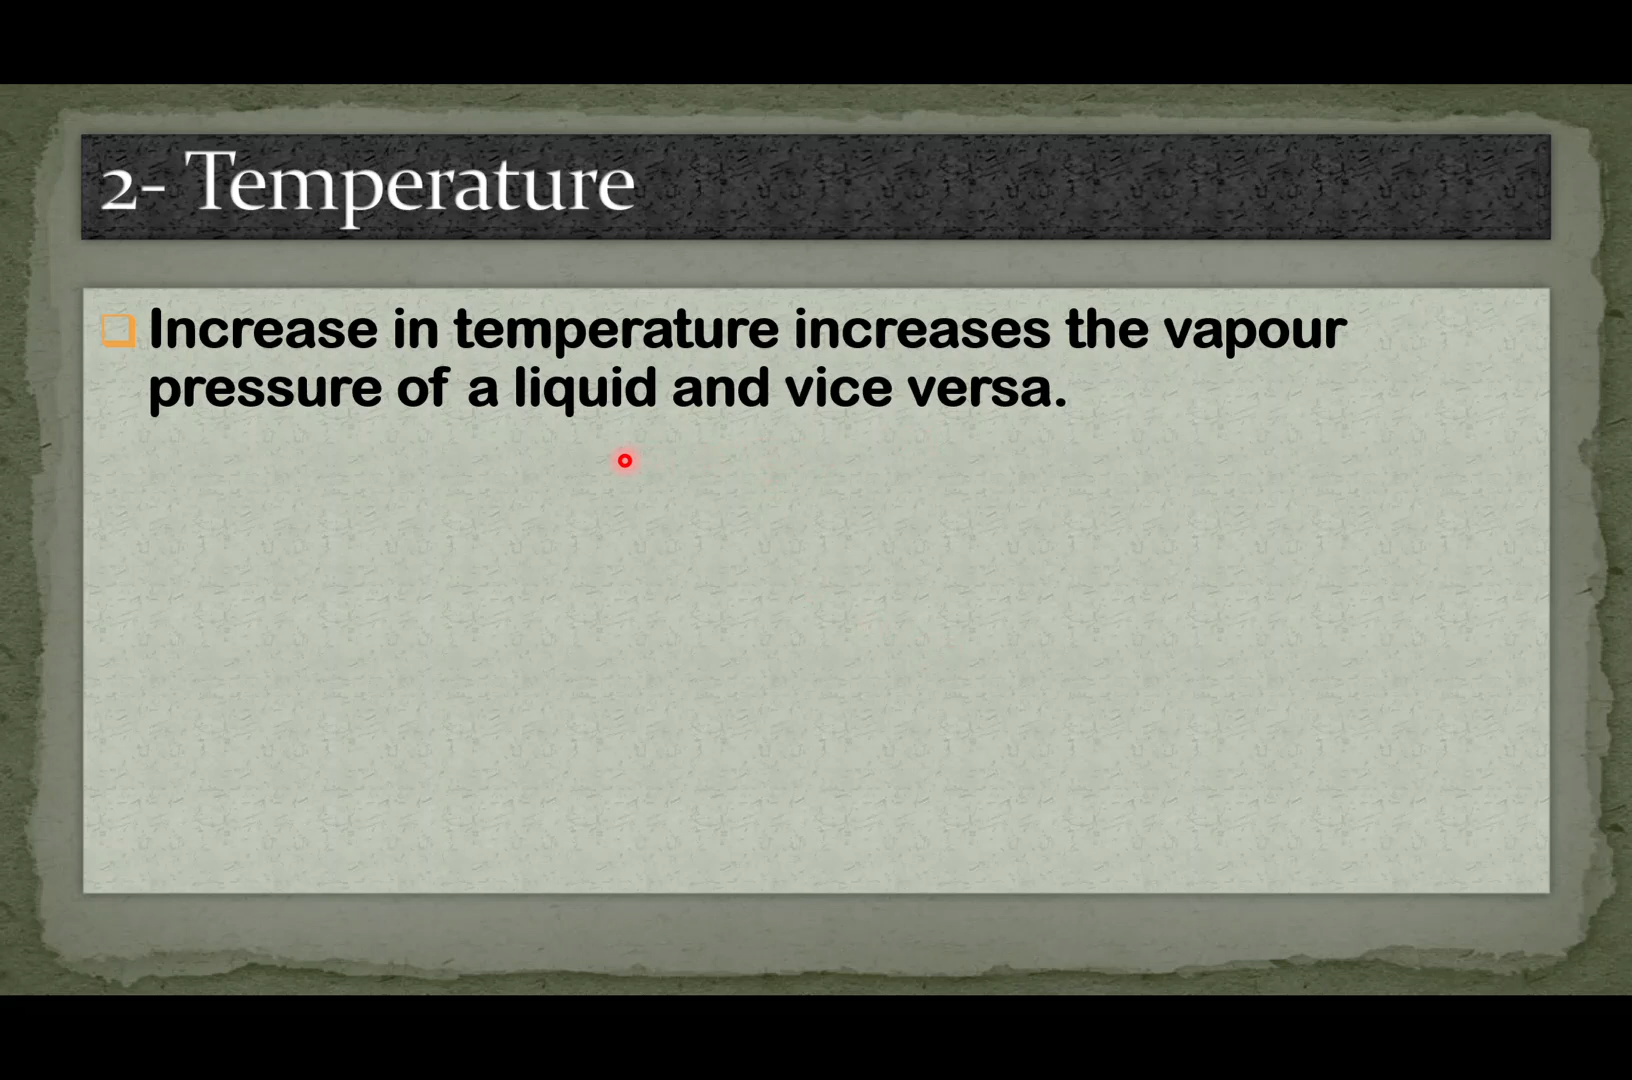 2- Temperature
Increase in temperature increases the vapour
pressure of a liquid and vice versa.